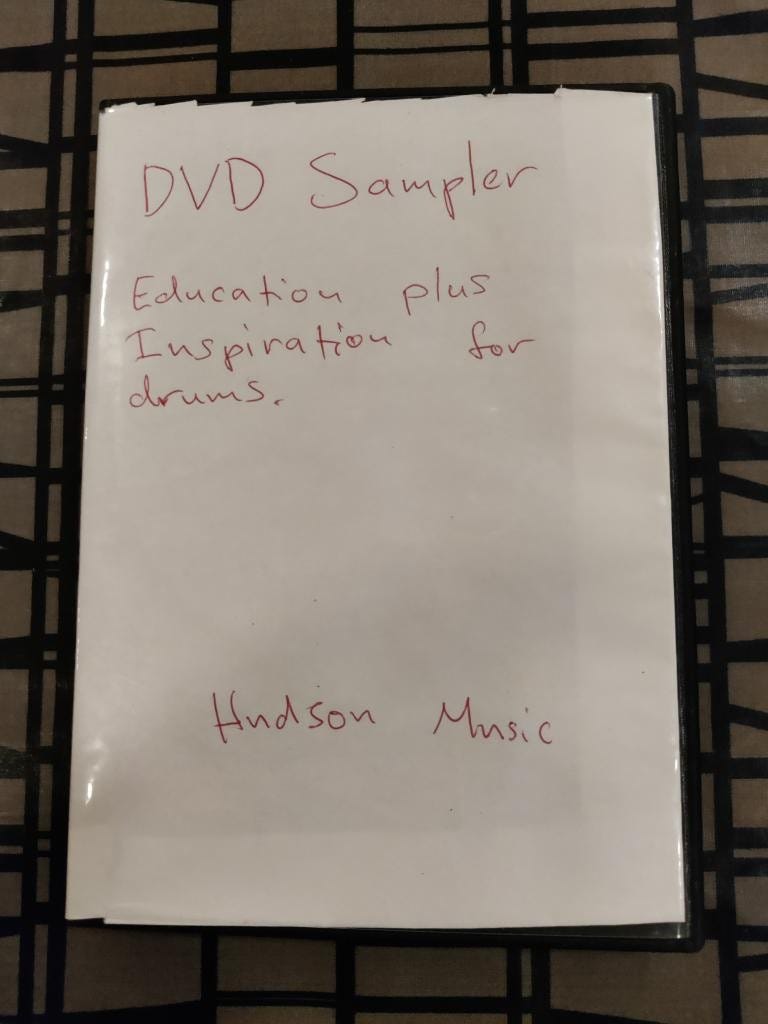 DVD Sampler
Education plus
Inspiration for
drums.
Hudson Music